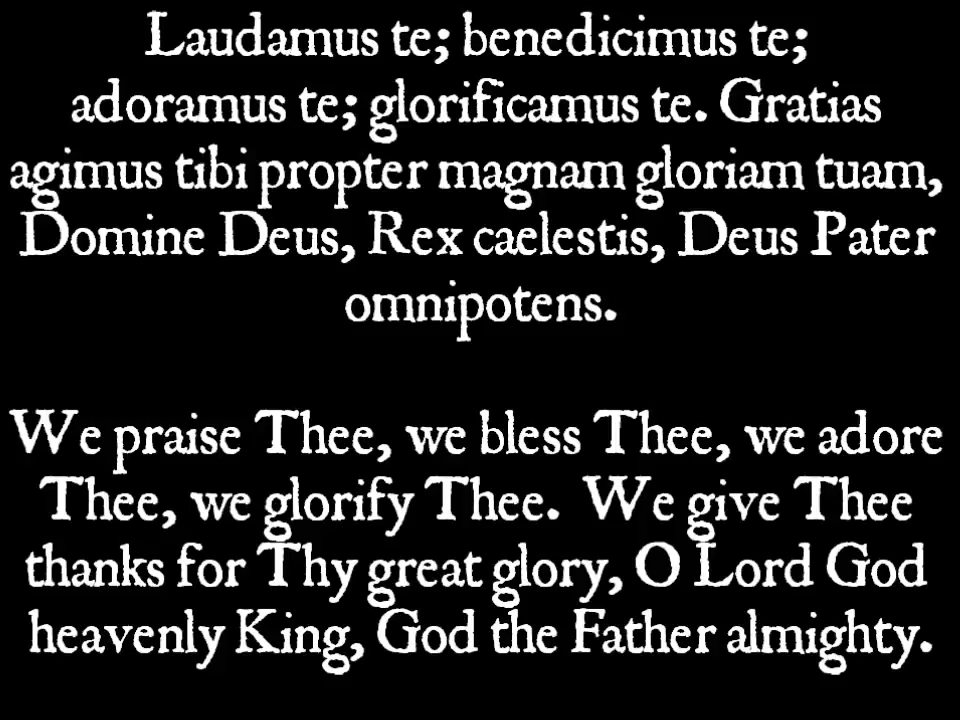 Laudamus te; benedicimus te;
adoramus te; glorificamus te. Gratias
agimus tibi propter magnam gloriam tuam,
Domine Deus, Rex caelestis, Deus Pater
omnipotens.
We praise Thee, we bless Thee, we adore
Thee, we glorify Thee. We give Thee
thanks for Thy great glory, O Lord God
heavenly King, God the Father almighty.